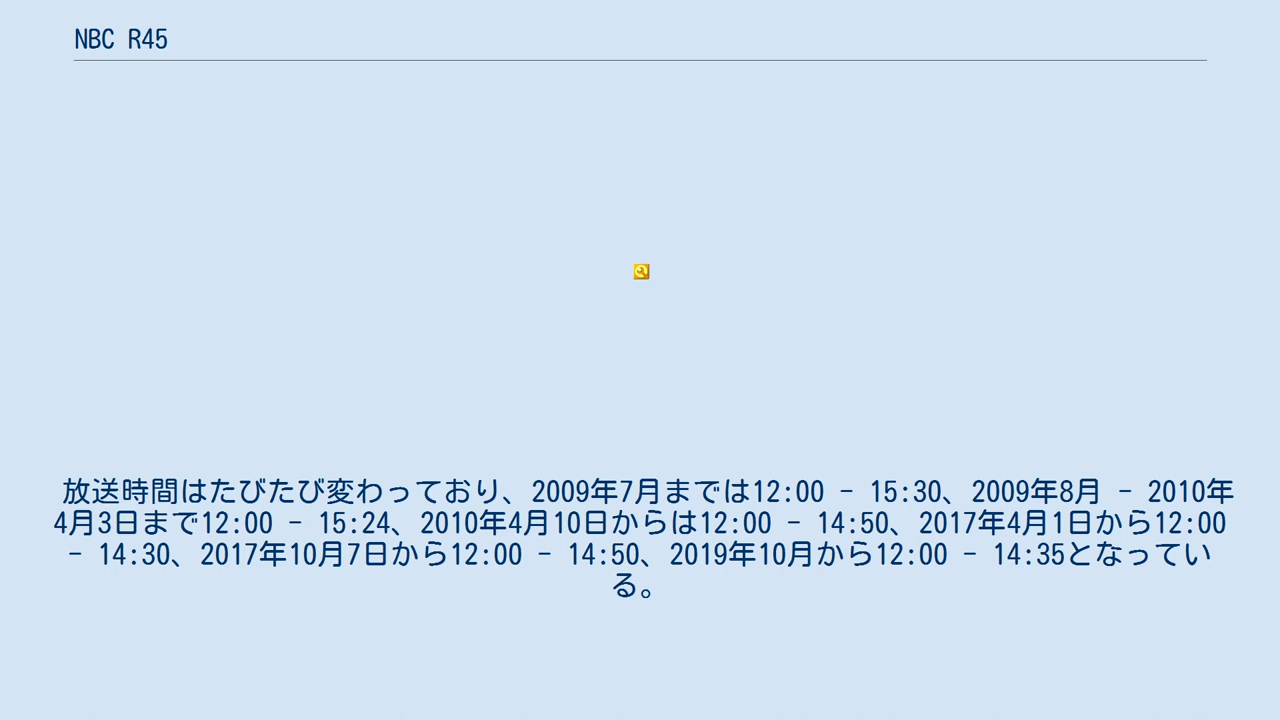 NBC R45
放送時間はたびたび変わっており、2009年7月までは12:00 - 15:30、2009年8月 - 2010年
4月3日まで12:00 - 15:24、2010年4月10日からは12:00 - 14:50、2017年4月1日から12:00
- 14:30、2017年10月7日から12:00 - 14:50、2019年10月から12:00 - 14:35となってい
る。